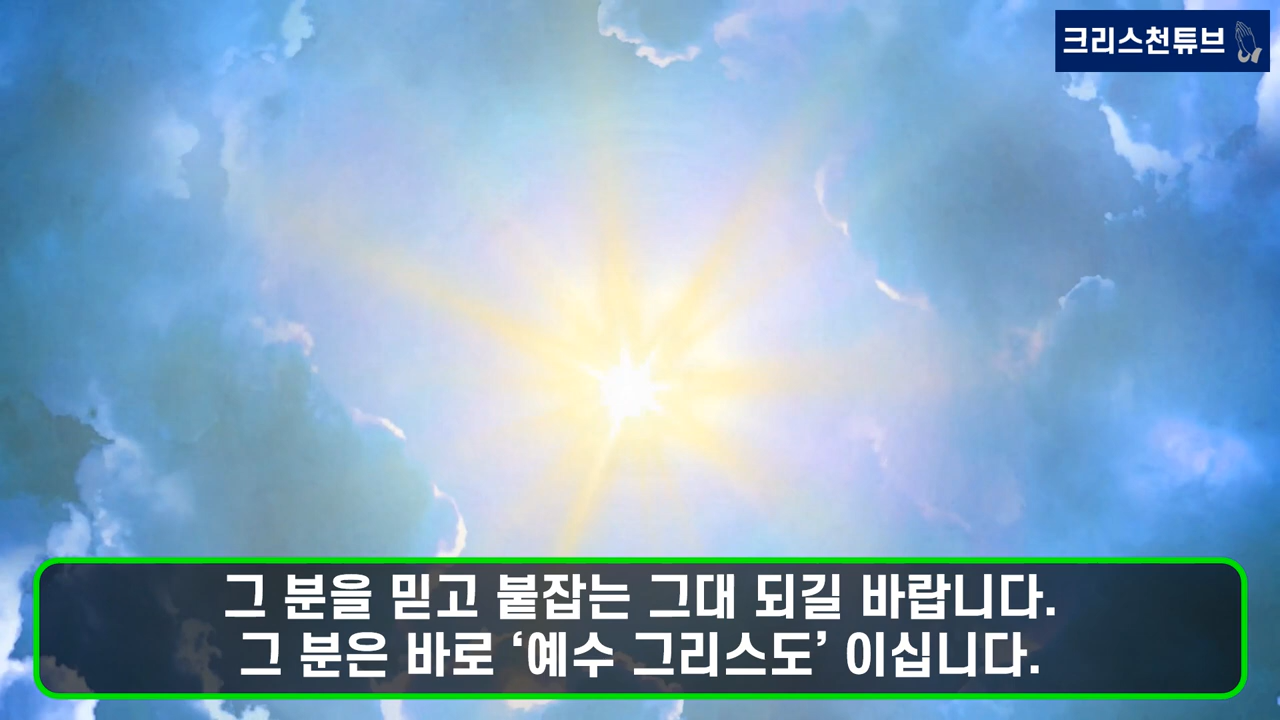 크리스천튜브
그 분을 믿고 붙잡는 그대 되길 바랍니다.
그 분은 바로 ‘예수 그리스도’ 이십니다.